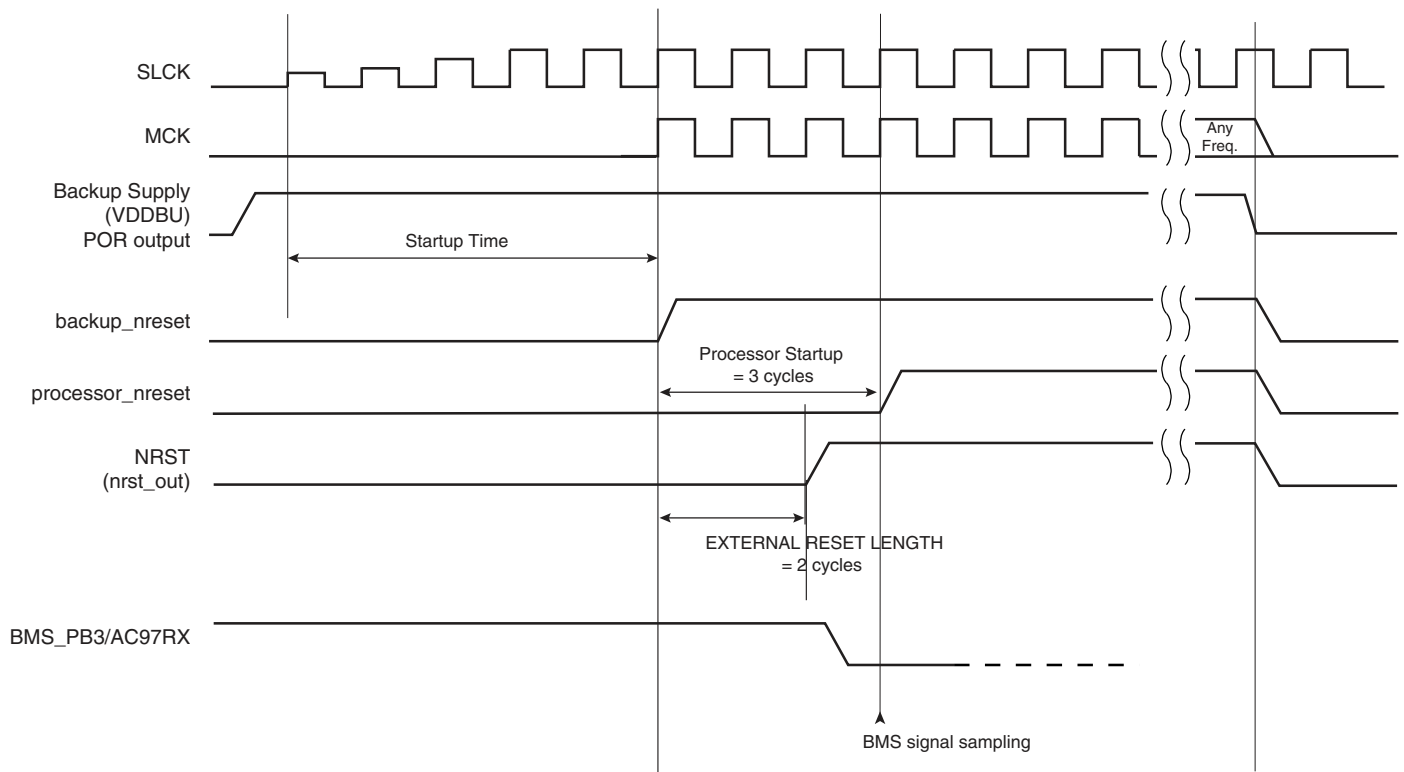 SLCK
MCK
Any
Freq.
Backup Supply
(VDDBU)
POR output
Startup Time
backup_nreset
Processor Startup
= 3 cycles
processor_nreset
NRST
(nrst_out)
EXTERNAL RESET LENGTH
= 2 cycles
BMS_PB3/AC97RX
BMS signal sampling